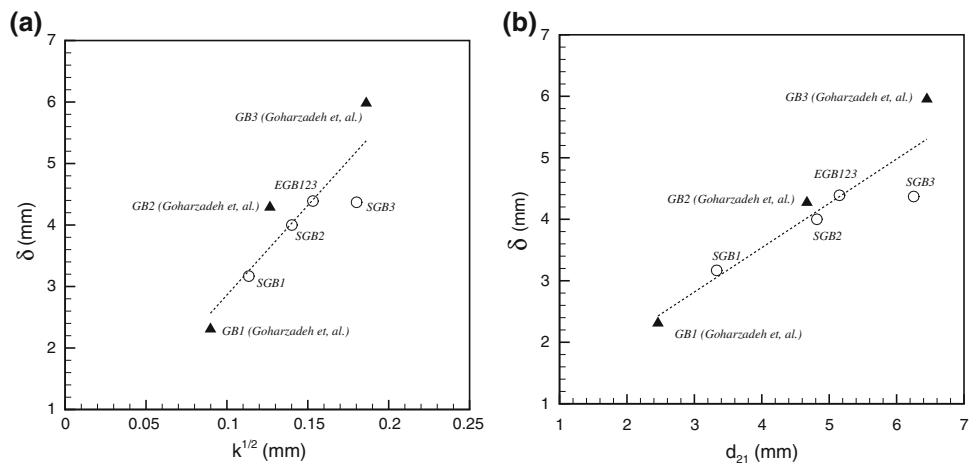 (a)
7
6
5
4
3
2
1
δ (mm)
GB3 (Goharzadeh et, al.)
EGB123
GB2 (Goharzadeh et, al.)
SGB3
SGB2
SGB1
GB1 (Goharzadeh et, al.)
0 0.05 0.1 0.15 0.2 0.25
k^{1/2} (mm)
(b)
7
6
5
4
3
2
1
δ (mm)
GB3 (Goharzadeh et, al.)
EGB123
SGB3
GB2 (Goharzadeh et, al.)
SGB2
SGB1
GB1 (Goharzadeh et, al.)
1 2 3 4 5 6 7
d_{21} (mm)